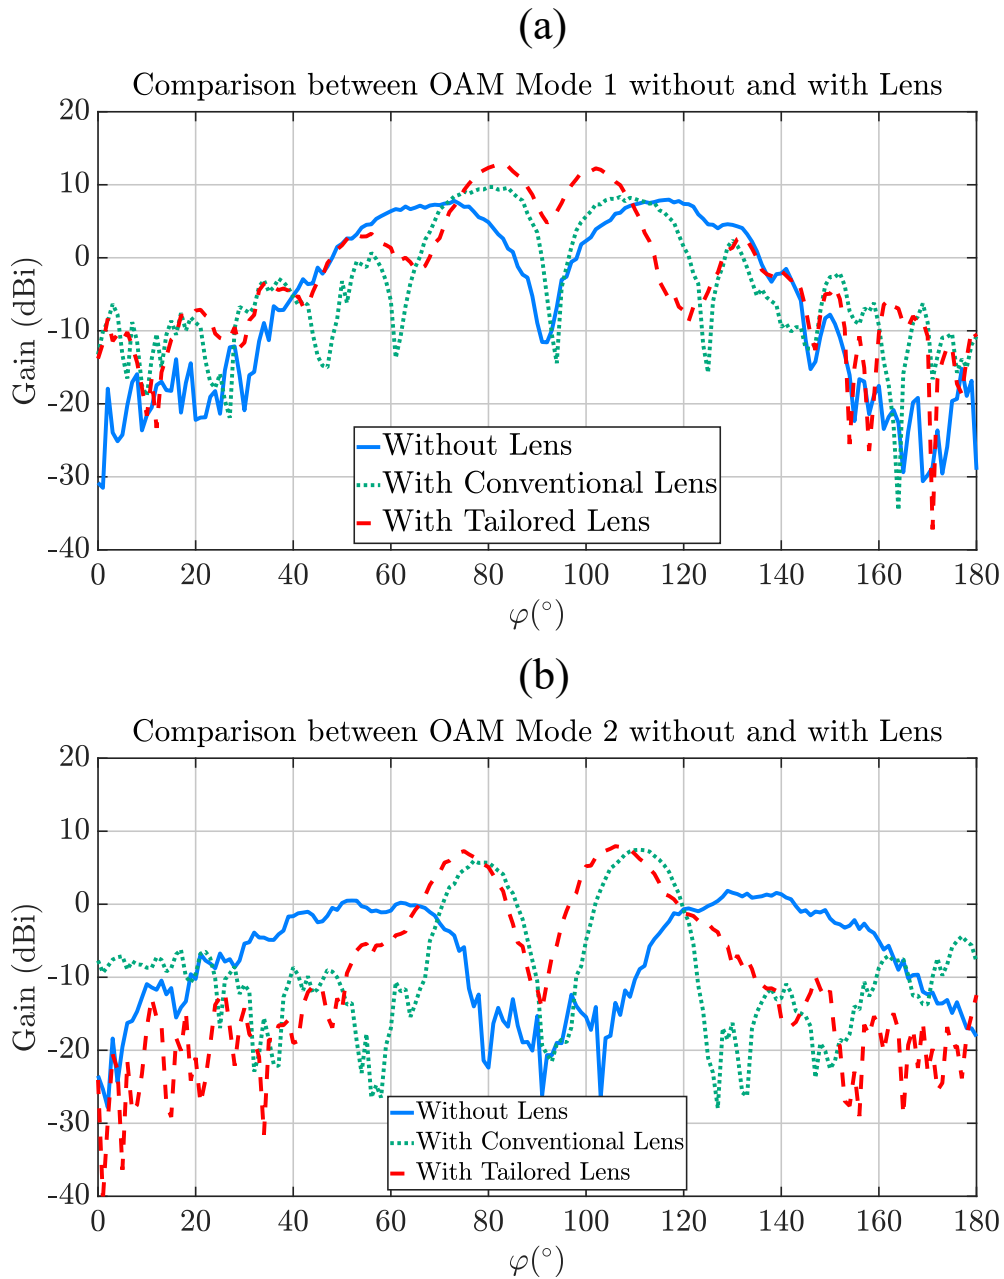 (a)
Comparison between OAM Mode 1 without and with Lens
20
10
0
-10
-20
-30
-40
Gain (dBi)
Without Lens
With Conventional Lens
With Tailored Lens
0 20 40 60 80 100 120 140 160 180
φ(°)
(b)
Comparison between OAM Mode 2 without and with Lens
20
10
0
-10
-20
-30
-40
Gain (dBi)
Without Lens
With Conventional Lens
With Tailored Lens
0 20 40 60 80 100 120 140 160 180
φ(°)